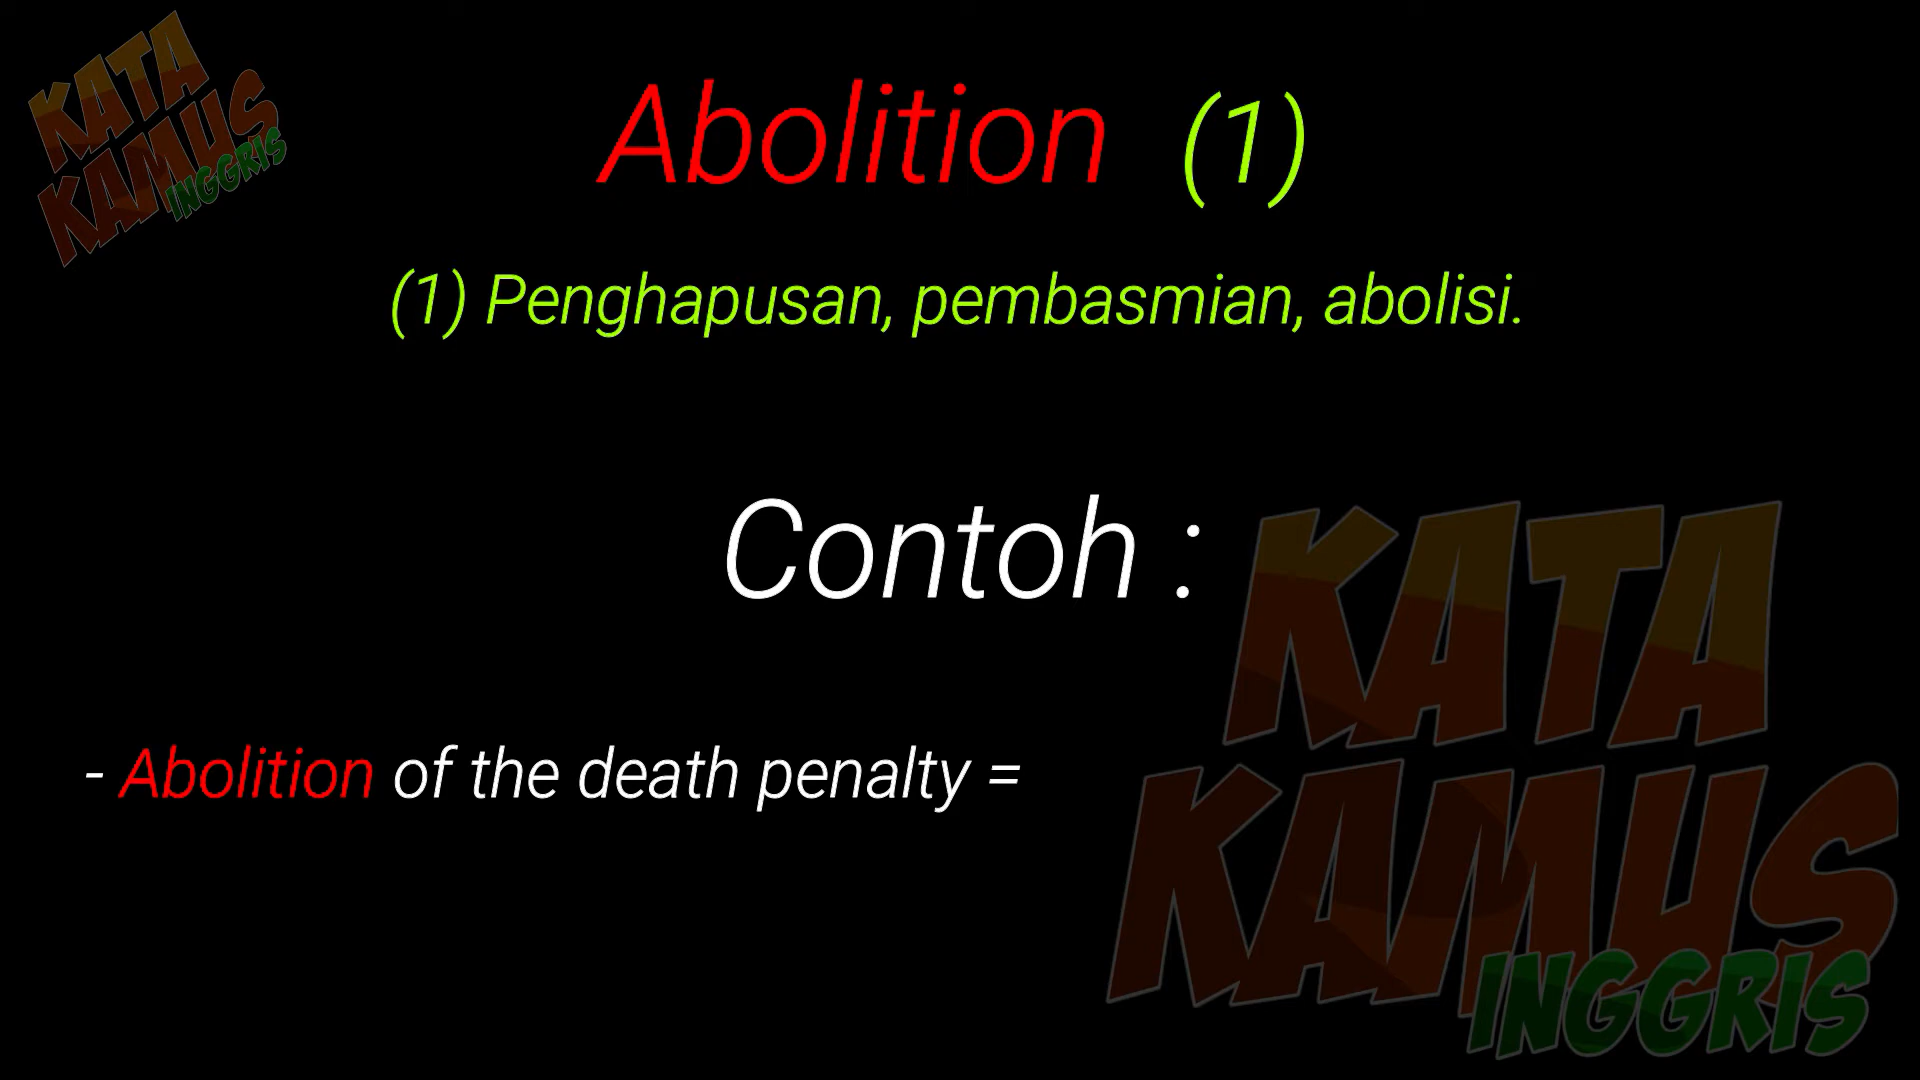 KATA
KAMUS
INGGRIS
Abolition (1)
(1) Penghapusan, pembasmian, abolisi.
Contoh :
- Abolition of the death penalty =
KATA
KAMUS
INGGRIS